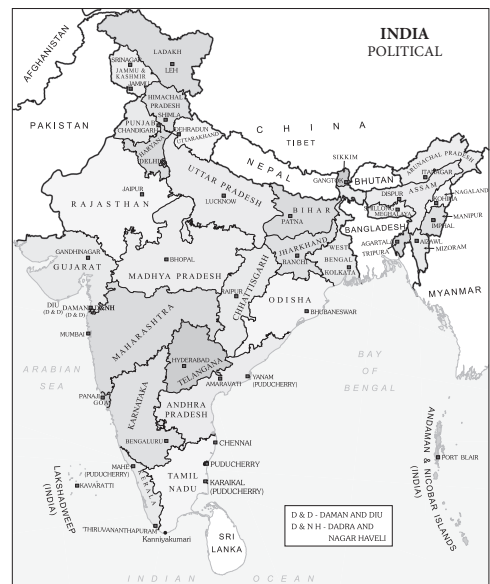 INDIA
POLITICAL
AFGHANISTAN
LADAKH
LEH
SRINAGAR
JAMMU &
KASHMIR
JAMMU
HIMACHAL
PRADESH
SHIMLA
PUNJAB
CHANDIGARH
PAKISTAN
HARYANA
DELHI
DEHRADUN
UTTARAKHAND
CHINA
TIBET
NEPAL
SIKKIM
GANGTOK
BHUTAN
ARUNACHAL PRADESH
ITANAGAR
ASSAM
DISPUR
NAGALAND
KOHIMA
SHILLONG
MEGHALAYA
MANIPUR
IMPHAL
JAIPUR
RAJASTHAN
UTTAR PRADESH
LUCKNOW
BIHAR
PATNA
BANGLADESH
AGARTALA
TRIPURA
AIZAWL
MIZORAM
GANDHINAGAR
GUJARAT
BHOPAL
MADHYA PRADESH
JHARKHAND
RANCHI
WEST
BENGAL
KOLKATA
MYANMAR
CHHATTISGARH
RAIPUR
ODISHA
BHUBANESWAR
DIU
(D & D)
DAMAN
(D & D)
D&NH
MUMBAI
MAHARASHTRA
HYDERABAD
TELANGANA
AMARAVATI
YANAM
(PUDUCHERRY)
ARABIAN
SEA
BAY
OF
BENGAL
PANAJI
GOA
KARNATAKA
ANDHRA
PRADESH
BENGALURU
CHENNAI
MAHE
(PUDUCHERRY)
PUDUCHERRY
KAVARATTI
LAKSHADWEEP
(INDIA)
KERALA
TAMIL
NADU
KARAIKAL
(PUDUCHERRY)
THIRUVANANTHAPURAM
Kanniyakumari
SRI
LANKA
ANDAMAN & NICOBAR ISLANDS
(INDIA)
PORT BLAIR
D & D - DAMAN AND DIU
D & N H - DADRA AND
NAGAR HAVELI
INDIAN OCEAN